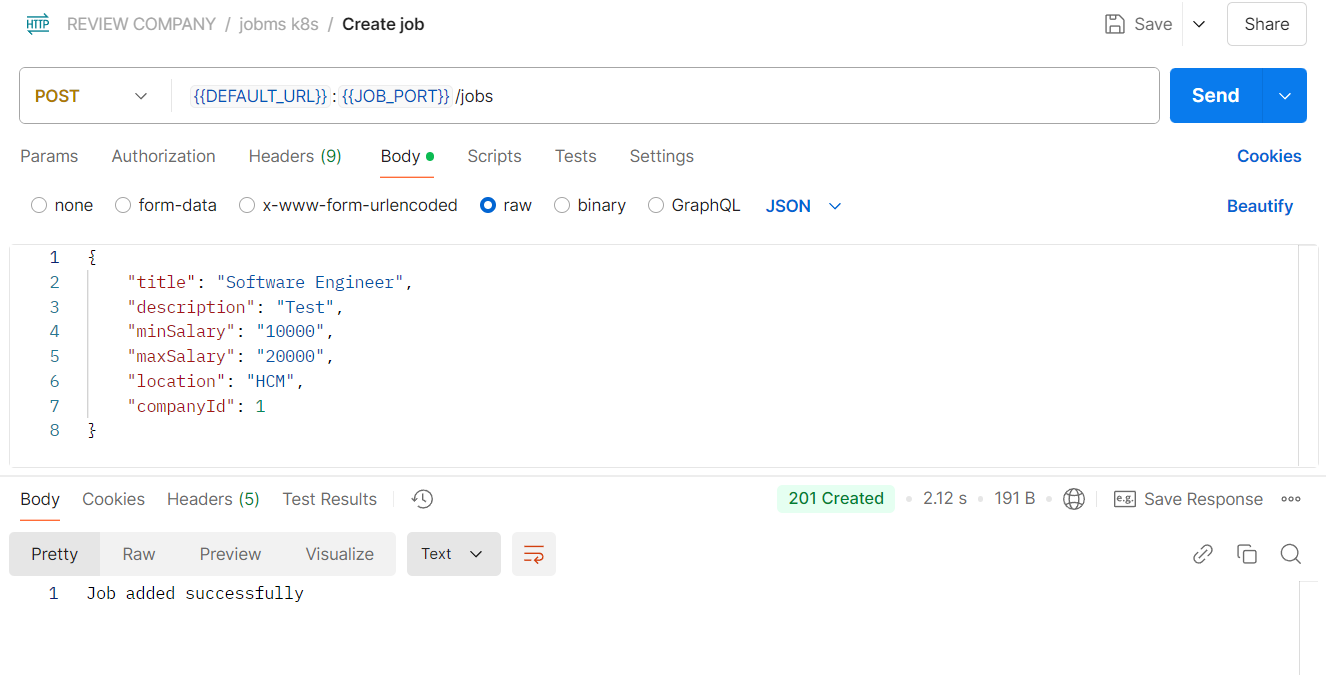 HTTP REVIEW COMPANY / jobms k8s / Create job Save Share
POST {{DEFAULT_URL}}:{{JOB_PORT}}/jobs Send
Params Authorization Headers (9) Body Scripts Tests Settings Cookies
none form-data x-www-form-urlencoded raw binary GraphQL JSON Beautify
1 {
2 "title": "Software Engineer",
3 "description": "Test",
4 "minSalary": "10000",
5 "maxSalary": "20000",
6 "location": "HCM",
7 "companyId": 1
8 }
Body Cookies Headers (5) Test Results 201 Created 2.12 s 191 B e.g. Save Response
Pretty Raw Preview Visualize Text
1 Job added successfully